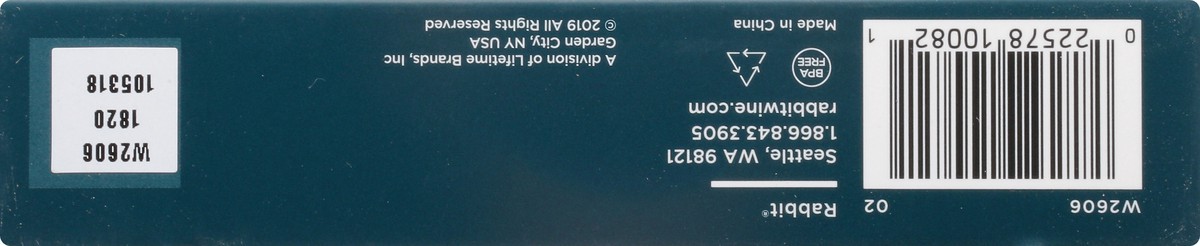 W2606 02
0 22578 10082 1
Rabbit®
Seattle, WA 98121
1.866.843.3905
rabbitwine.com
BPA
FREE
Made in China
A division of Lifetime Brands, Inc
Garden City, NY USA
© 2019 All Rights Reserved
W2606
1820
105318